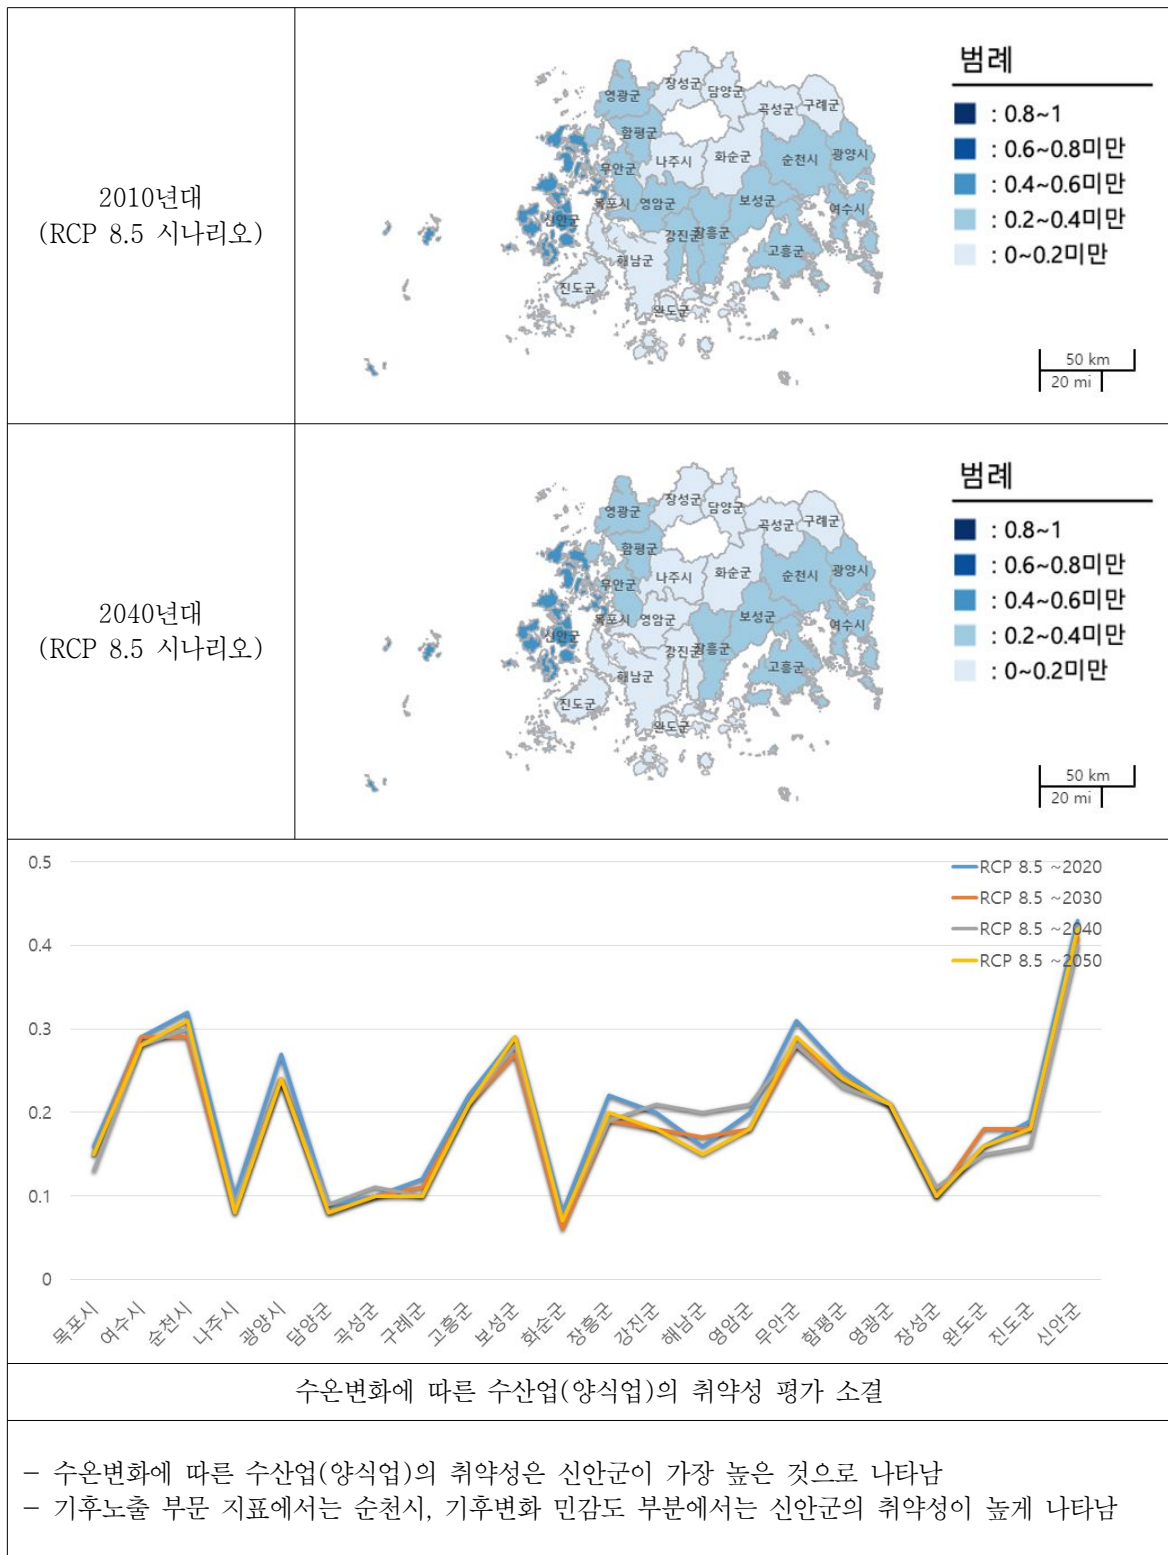 2010년대
(RCP 8.5 시나리오)
장성군
담양군
영광군
곡성군
구례군
함평군
나주시
화순군
순천시
광양시
무안군
목포시
영암군
보성군
여수시
신안군
강진군
장흥군
고흥군
해남군
진도군
완도군
범례
: 0.8~1
: 0.6~0.8미만
: 0.4~0.6미만
: 0.2~0.4미만
: 0~0.2미만
50 km
20 mi
2040년대
(RCP 8.5 시나리오)
장성군
담양군
영광군
곡성군
구례군
함평군
나주시
화순군
순천시
광양시
무안군
목포시
영암군
보성군
여수시
신안군
강진군
장흥군
고흥군
해남군
진도군
완도군
범례
: 0.8~1
: 0.6~0.8미만
: 0.4~0.6미만
: 0.2~0.4미만
: 0~0.2미만
50 km
20 mi
0.5
0.4
0.3
0.2
0.1
0
RCP 8.5 ~2020
RCP 8.5 ~2030
RCP 8.5 ~2040
RCP 8.5 ~2050
목포시
여수시
순천시
나주시
광양시
담양군
곡성군
구례군
고흥군
보성군
화순군
장흥군
강진군
해남군
영암군
무안군
함평군
영광군
장성군
완도군
진도군
신안군
수온변화에 따른 수산업(양식업)의 취약성 평가 소결
– 수온변화에 따른 수산업(양식업)의 취약성은 신안군이 가장 높은 것으로 나타남
– 기후노출 부문 지표에서는 순천시, 기후변화 민감도 부분에서는 신안군의 취약성이 높게 나타남